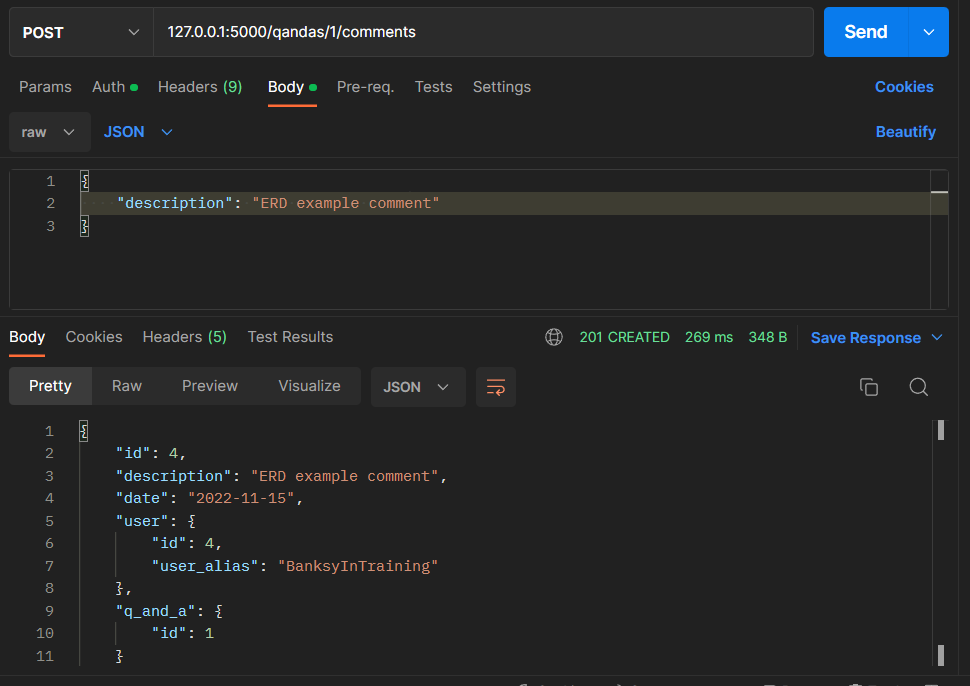 POST 127.0.0.1:5000/qandas/1/comments Send
Params Auth Headers (9) Body Pre-req. Tests Settings Cookies
raw JSON Beautify
1 {
2 "description": "ERD example comment"
3 }
Body Cookies Headers (5) Test Results 201 CREATED 269 ms 348 B Save Response
Pretty Raw Preview Visualize JSON
1 {
2 "id": 4,
3 "description": "ERD example comment",
4 "date": "2022-11-15",
5 "user": {
6 "id": 4,
7 "user_alias": "BanksyInTraining"
8 },
9 "q_and_a": {
10 "id": 1
11 }